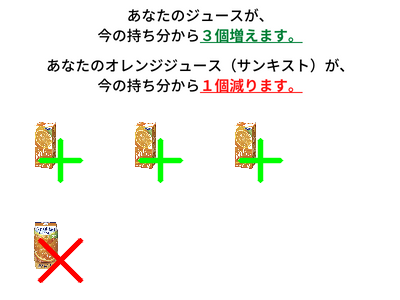 あなたのジュースが、
今の持ち分から３個増えます。
あなたのオレンジジュース（サンキスト）が、
今の持ち分から１個減ります。